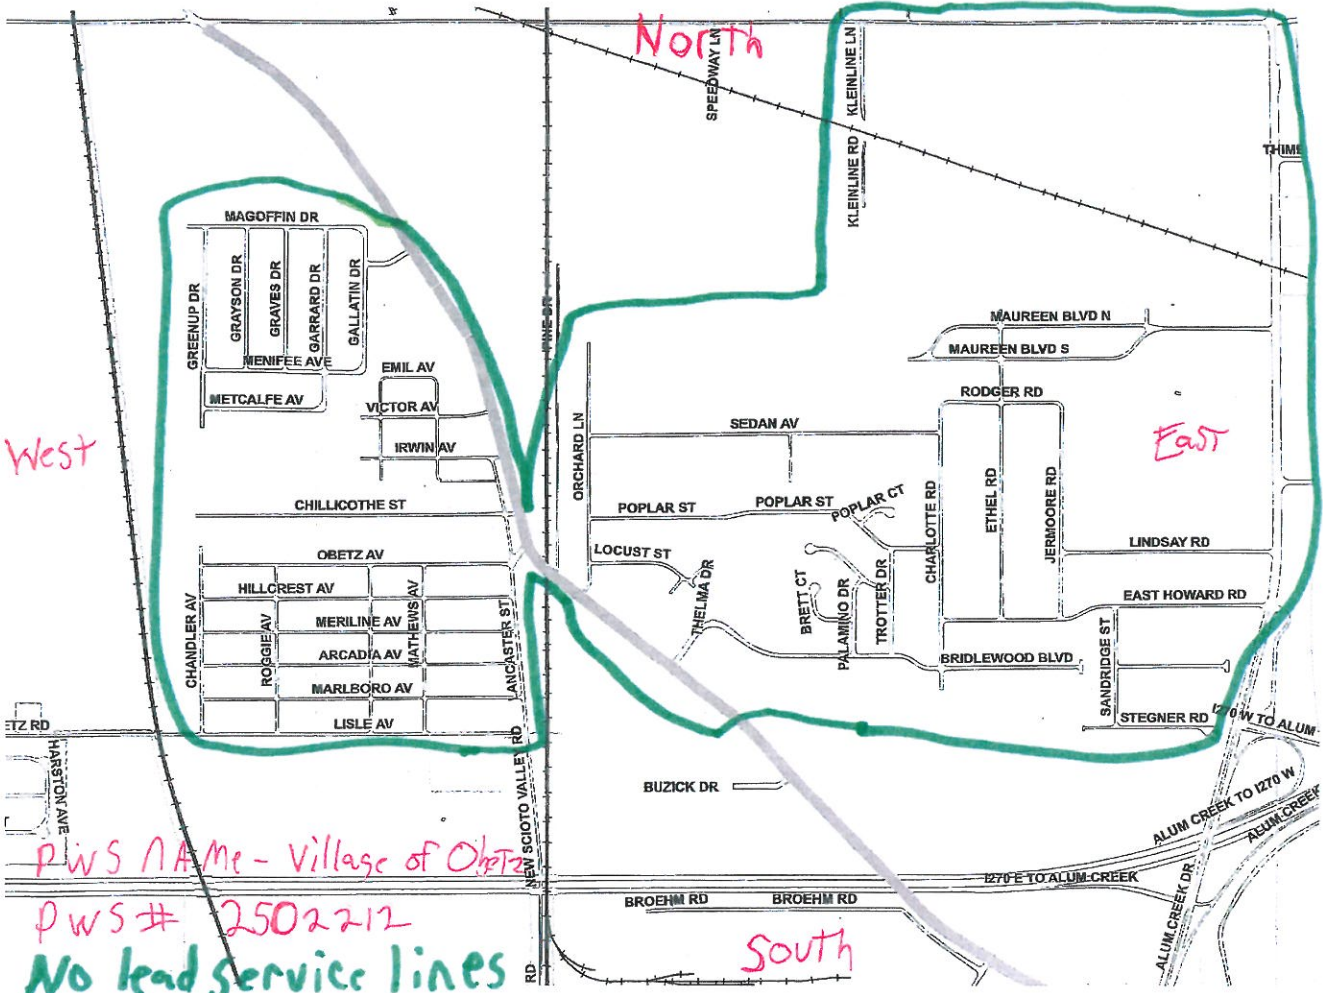 North
SPEEDWAY LN
KLEINLINE LN
KLEINLINE RD
MAGOFFIN DR
GREENUP DR
GRAYSON DR
GRAVES DR
GARRARD DR
GALLATIN DR
MENIFEE AVE
METCALFE AV
EMIL AV
VICTOR AV
IRWIN AV
West
East
MAUREEN BLVD N
MAUREEN BLVD S
RODGER RD
SEDAN AV
ORCHARD LN
CHILLICOTHE ST
POPLAR ST
POPLAR ST
POPLAR CT
CHARLOTTE RD
ETHEL RD
JERMOORE RD
LINDSAY RD
OBETZ AV
LOCUST ST
THELMA DR
BRETT CT
PALAMINO DR
TROTTER DR
HILLCREST AV
MERILINE AV
ARCADIA AV
MARLBORO AV
LISLE AV
CHANDLER AV
ROGGIE AV
MATHEWS AV
ANCASTER ST
EAST HOWARD RD
BRIDLEWOOD BLVD
SANDRIDGE ST
STEGNER RD
I270 W TO ALUM
ETZ RD
HARSTON AVE
NEW SCIOTO VALLEY RD
BUZICK DR
ALUM CREEK TO I270 W
ALUM CREEK
I270 E TO ALUM CREEK
ALUM CREEK DR
BROEHM RD
BROEHM RD
PWS NAMe - Village of Obetz
PWS # 2502212
No lead service lines
RD
South